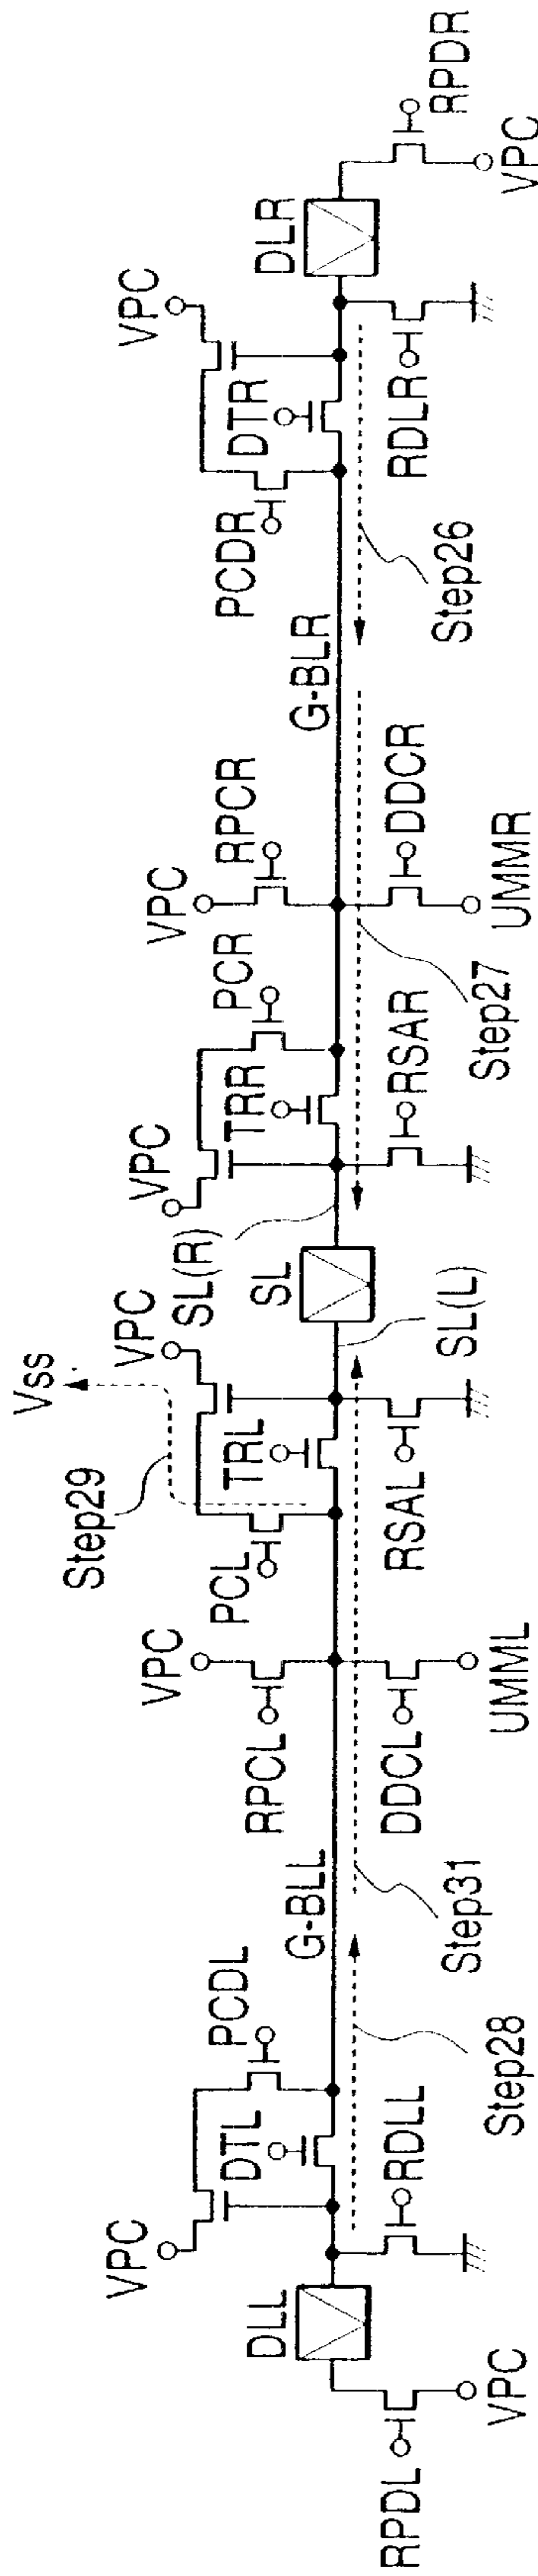 RPDL
VPC
DLL
VPC
DTL
RDLL
PCDL
Step28
G-BLL
Step31
RPCL
VPC
DDCL
UMML
PCL
Step29
Vss
TRL
VPC
RSAL
SL(L)
SL
SL(R)
VPC
TRR
RSAR
PCR
Step27
VPC
RPCR
DDCR
UMMR
G-BLR
Step26
PCDR
DTR
VPC
RDLR
DLR
RPDR
VPC